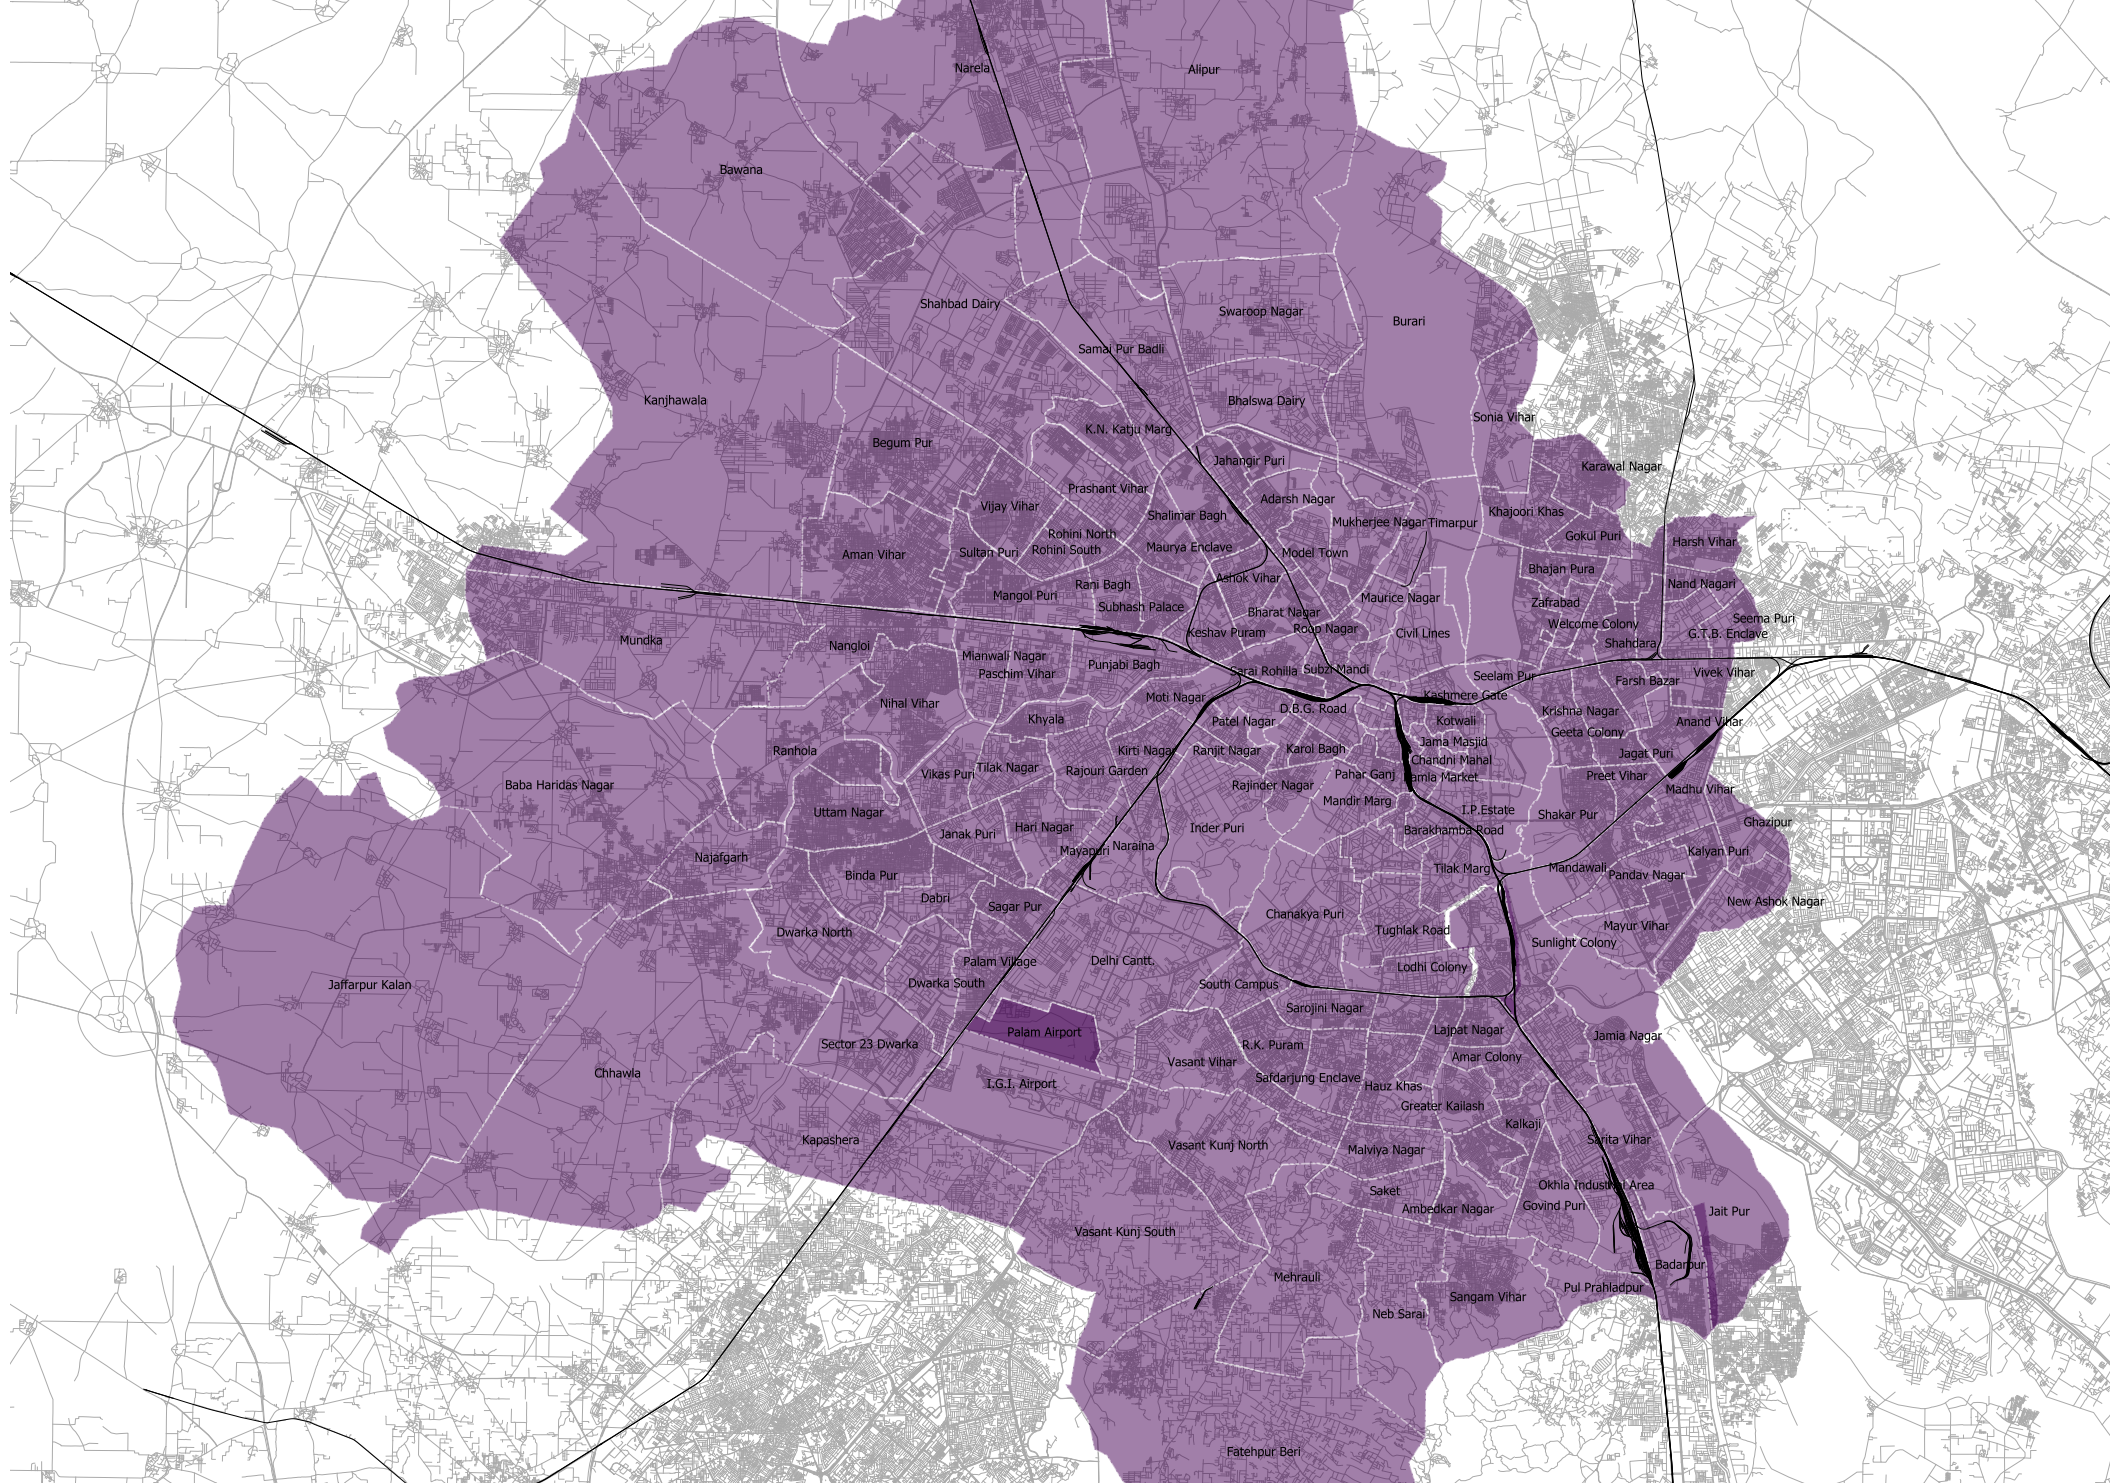 Narela
Alipur
Bawana
Shahbad Dairy
Swaroop Nagar
Burari
Samai Pur Badli
Kanjhawala
Bhalswa Dairy
Sonia Vihar
K.N. Katju Marg
Begum Pur
Jahangir Puri
Karawal Nagar
Prashant Vihar
Adarsh Nagar
Vijay Vihar
Shalimar Bagh
Khajoori Khas
Mukherjee Nagar
Timarpur
Rohini North
Gokul Puri
Harsh Vihar
Maurya Enclave
Rohini South
Sultan Puri
Aman Vihar
Model Town
Bhajan Pura
Ashok Vihar
Rani Bagh
Nand Nagari
Mangol Puri
Maurice Nagar
Zafrabad
Subhash Palace
Bharat Nagar
Seema Puri
Welcome Colony
Roop Nagar
Keshav Puram
Civil Lines
G.T.B. Enclave
Mundka
Shahdara
Nangloi
Mianwali Nagar
Punjabi Bagh
Sarai Rohilla
Subzi Mandi
Paschim Vihar
Seelam Pur
Farsh Bazar
Vivek Vihar
Moti Nagar
Kashmere Gate
Nihal Vihar
D.B.G. Road
Krishna Nagar
Khyala
Patel Nagar
Kotwali
Anand Vihar
Geeta Colony
Jama Masjid
Ranhola
Kirti Nagar
Ranjit Nagar
Karol Bagh
Jagat Puri
Chandni Mahal
Tilak Nagar
Rajouri Garden
Vikas Puri
Pahar Ganj
amla Market
Preet Vihar
Baba Haridas Nagar
Rajinder Nagar
Madhu Vihar
Mandir Marg
I.P.Estate
Uttam Nagar
Shakar Pur
Ghazipur
Hari Nagar
Inder Puri
Janak Puri
Barakhamba Road
Naraina
Mayapuri
Kalyan Puri
Najafgarh
Tilak Marg
Mandawali
Binda Pur
Pandav Nagar
Dabri
New Ashok Nagar
Sagar Pur
Chanakya Puri
Mayur Vihar
Dwarka North
Tughlak Road
Sunlight Colony
Palam Village
Delhi Cantt.
Lodhi Colony
Jaffarpur Kalan
Dwarka South
South Campus
Sarojini Nagar
Palam Airport
Lajpat Nagar
Jamia Nagar
Sector 23 Dwarka
R.K. Puram
Amar Colony
Vasant Vihar
Chhawla
Safdarjung Enclave
I.G.I. Airport
Hauz Khas
Greater Kailash
Kalkaji
Kapashera
Sarita Vihar
Vasant Kunj North
Malviya Nagar
Okhla Industrial Area
Saket
Govind Puri
Ambedkar Nagar
Jait Pur
Vasant Kunj South
Badarpur
Mehrauli
Pul Prahladpur
Sangam Vihar
Neb Sarai
Fatehpur Beri